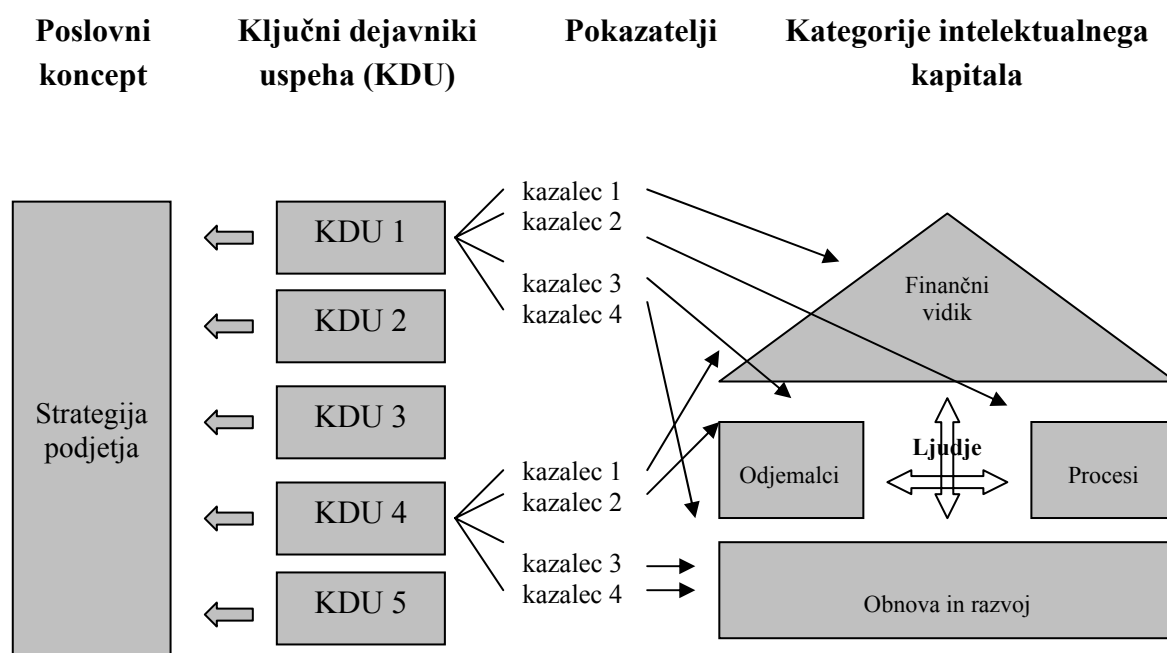 Poslovni
koncept
Ključni dejavniki
uspeha (KDU)
Pokazatelji
Kategorije intelektualnega
kapitala
Strategija
podjetja
KDU 1
KDU 2
KDU 3
KDU 4
KDU 5
kazalec 1
kazalec 2
kazalec 3
kazalec 4
kazalec 1
kazalec 2
kazalec 3
kazalec 4
Finančni
vidik
Odjemalci
Ljudje
Procesi
Obnova in razvoj